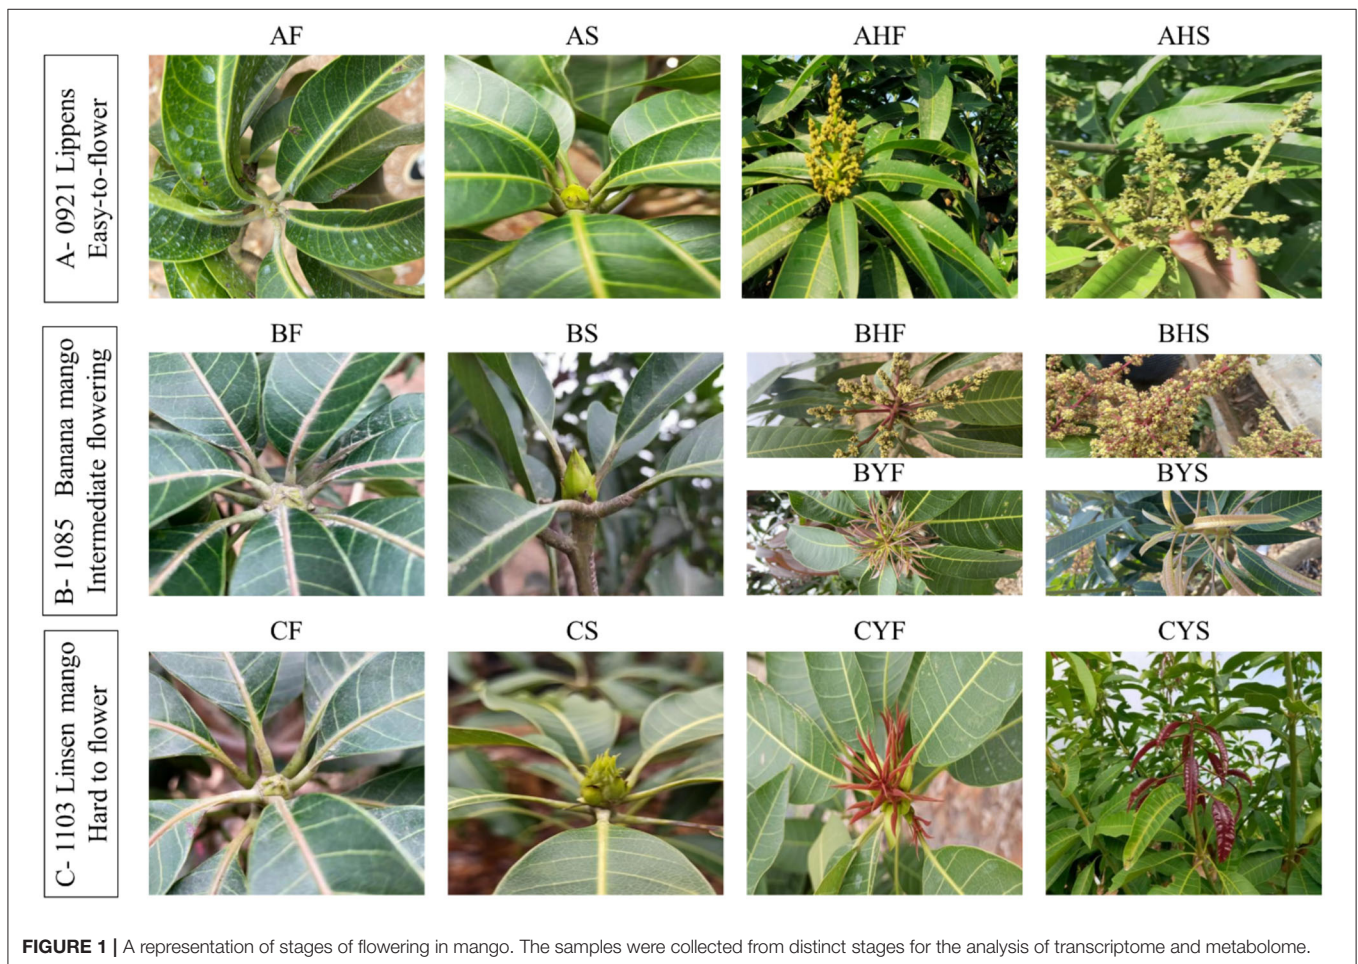 AF AS AHF AHS
A- 0921 Lippens
Easy-to-flower
BF BS BHF BHS
B- 1085 Banana mango
Intermediate flowering
BYF BYS
CF CS CYF CYS
C- 1103 Linsen mango
Hard to flower
FIGURE 1 | A representation of stages of flowering in mango. The samples were collected from distinct stages for the analysis of transcriptome and metabolome.